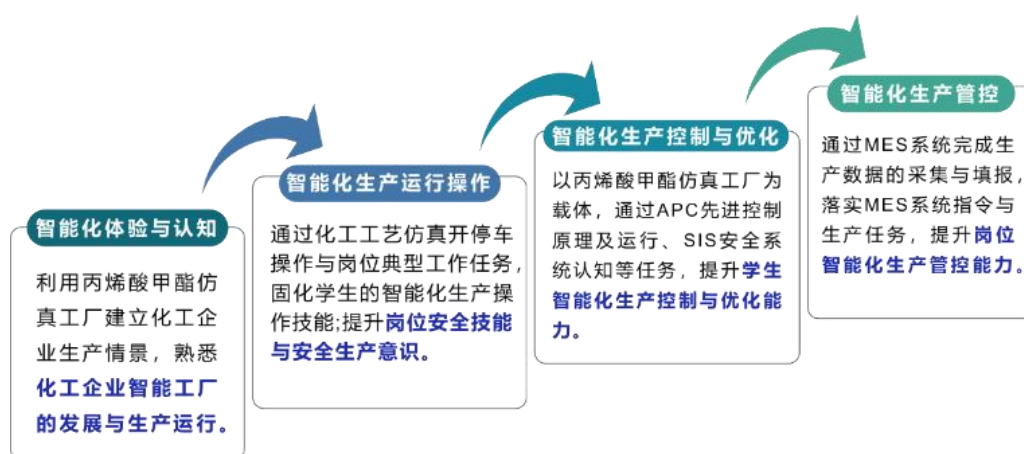 智能化体验与认知
利用丙烯酸甲酯仿
真工厂建立化工企
业生产情景，熟悉
化工企业智能工厂
的发展与生产运行。
智能化生产运行操作
通过化工工艺仿真开停车
操作与岗位典型工作任务，
固化学生的智能化生产操
作技能;提升岗位安全技能
与安全生产意识。
智能化生产控制与优化
以丙烯酸甲酯仿真工厂为
载体，通过APC先进控制
原理及运行、SIS安全系
统认知等任务，提升学生
智能化生产控制与优化能
力。
智能化生产管控
通过MES系统完成生
产数据的采集与填报，
落实MES系统指令与
生产任务，提升岗位
智能化生产管控能力。